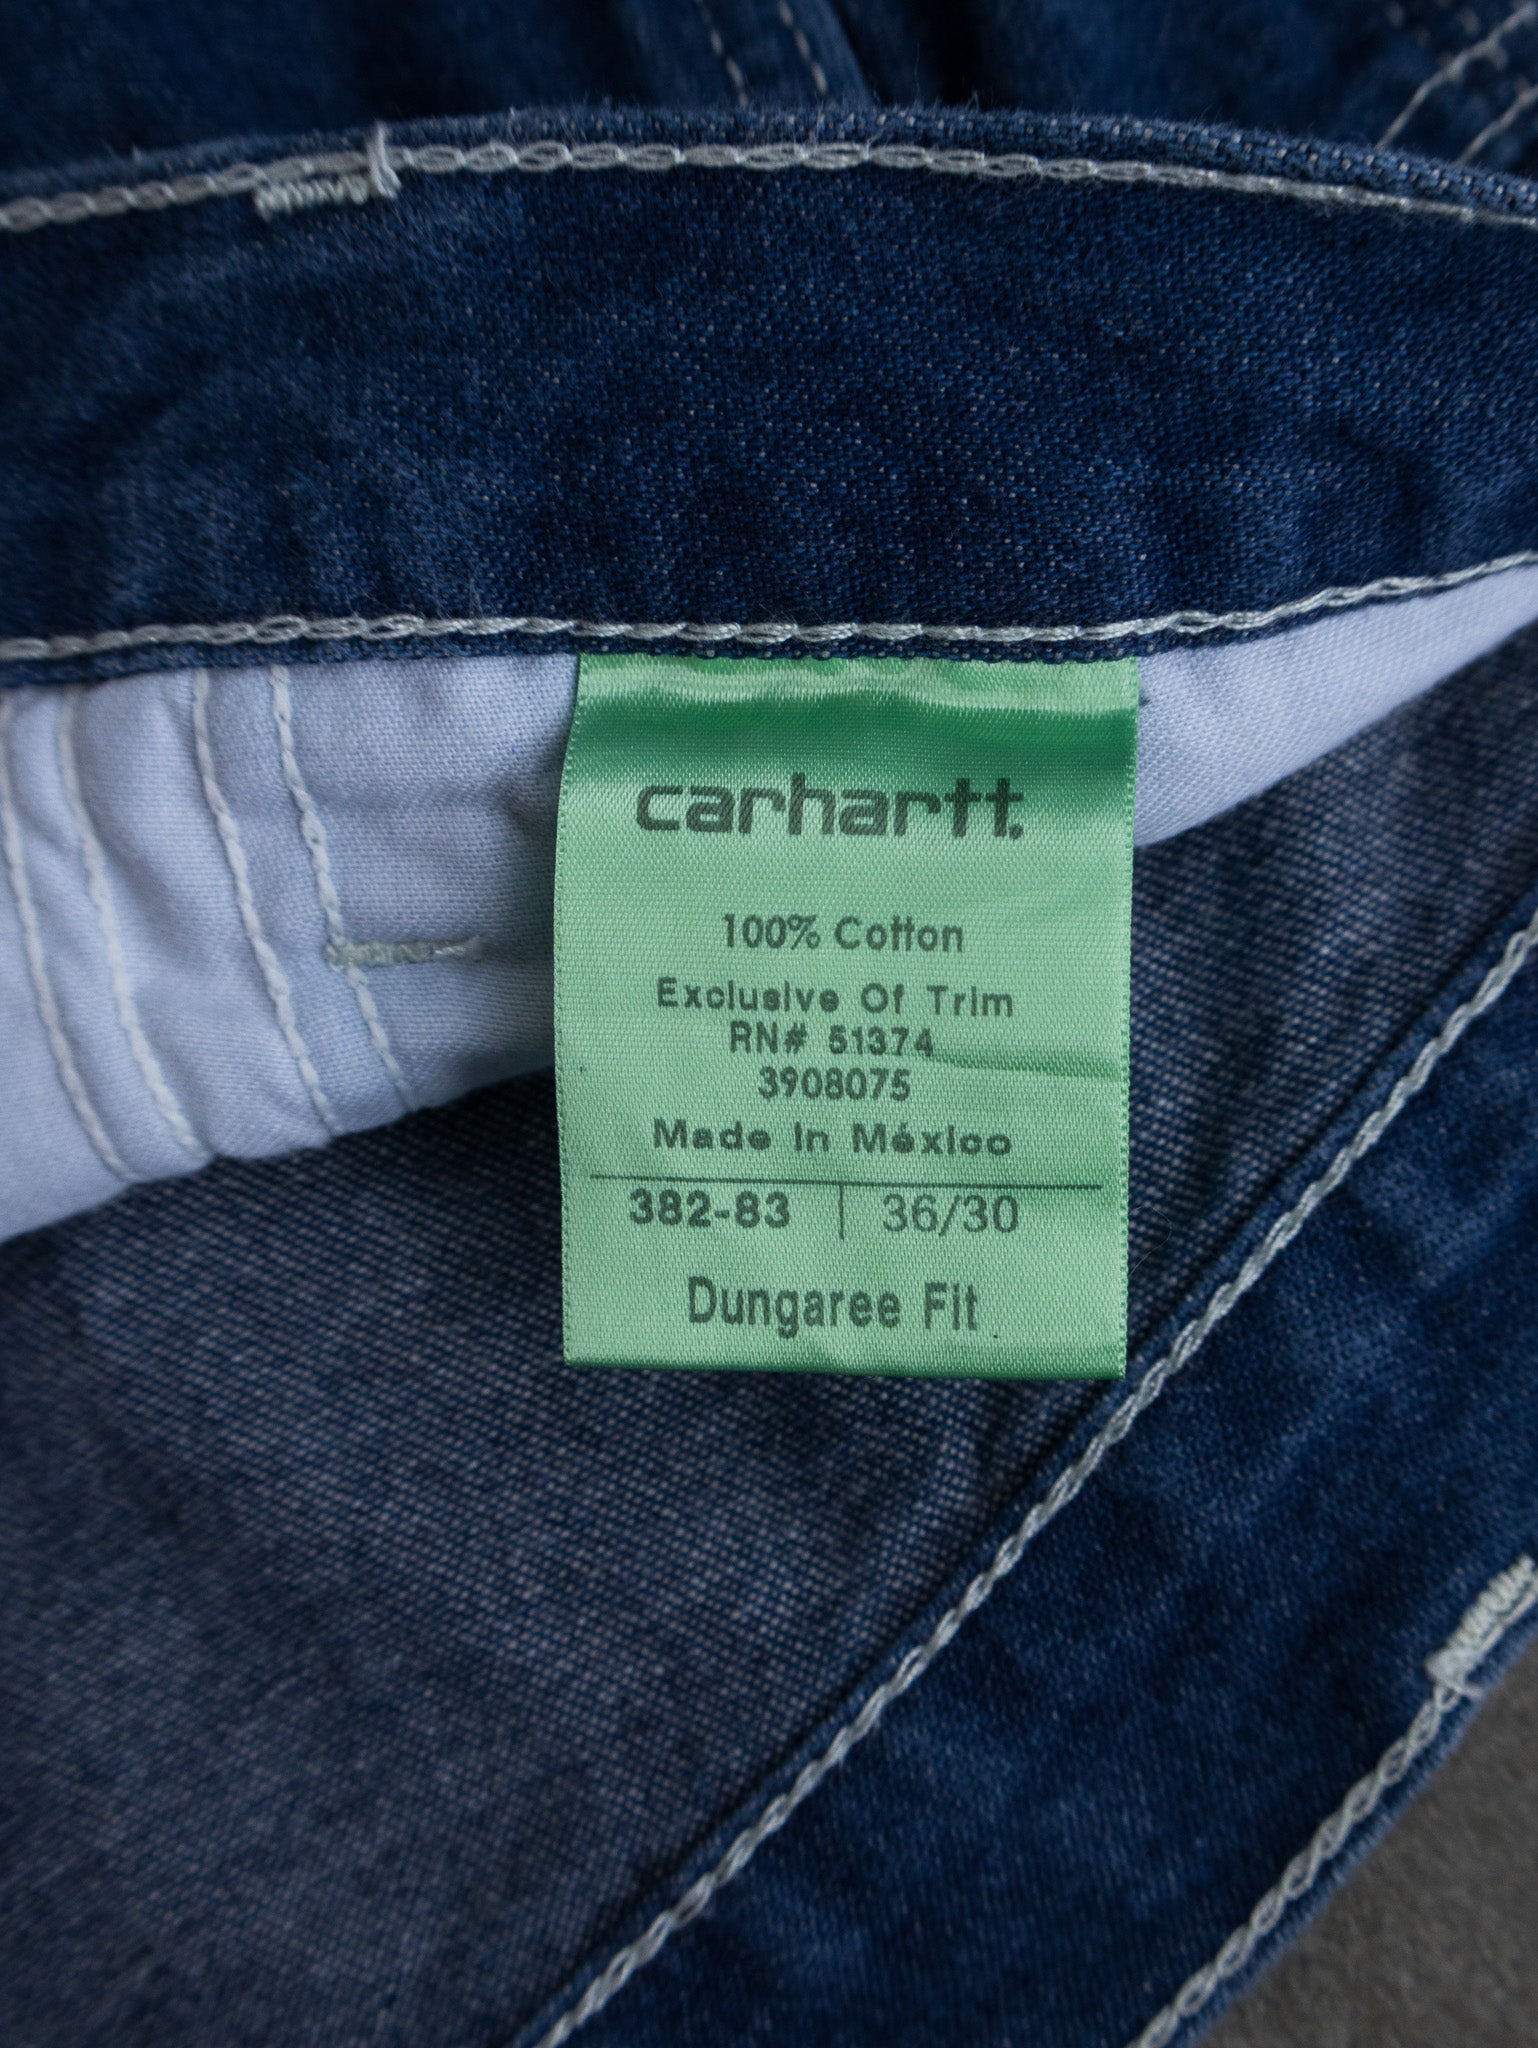 carhartt.
100% Cotton
Exclusive Of Trim
RN# 51374
3908075
Made In México
382-83 | 36/30
Dungaree Fit